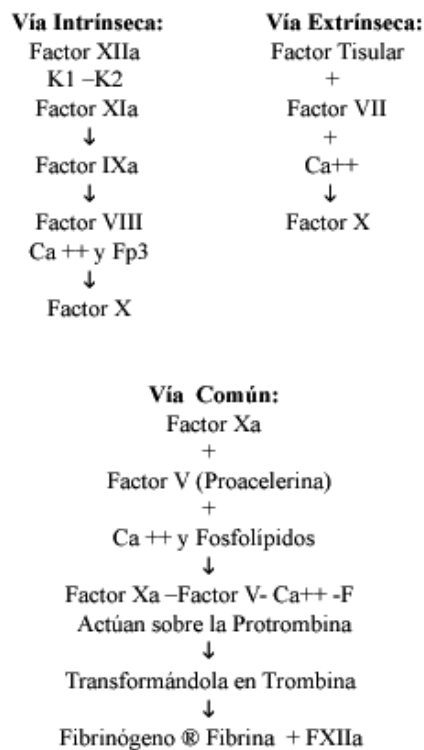 Vía Intrínseca:
Factor XIIa
K1 –K2
Factor XIa
↓
Factor IXa
↓
Factor VIII
Ca ++ y Fp3
↓
Factor X
Vía Extrínseca:
Factor Tisular
+
Factor VII
+
Ca++
↓
Factor X
Vía Común:
Factor Xa
+
Factor V (Proacelerina)
+
Ca ++ y Fosfolípidos
↓
Factor Xa –Factor V- Ca++ -F
Actúan sobre la Protrombina
↓
Transformándola en Trombina
↓
Fibrinógeno ® Fibrina + FXIIa